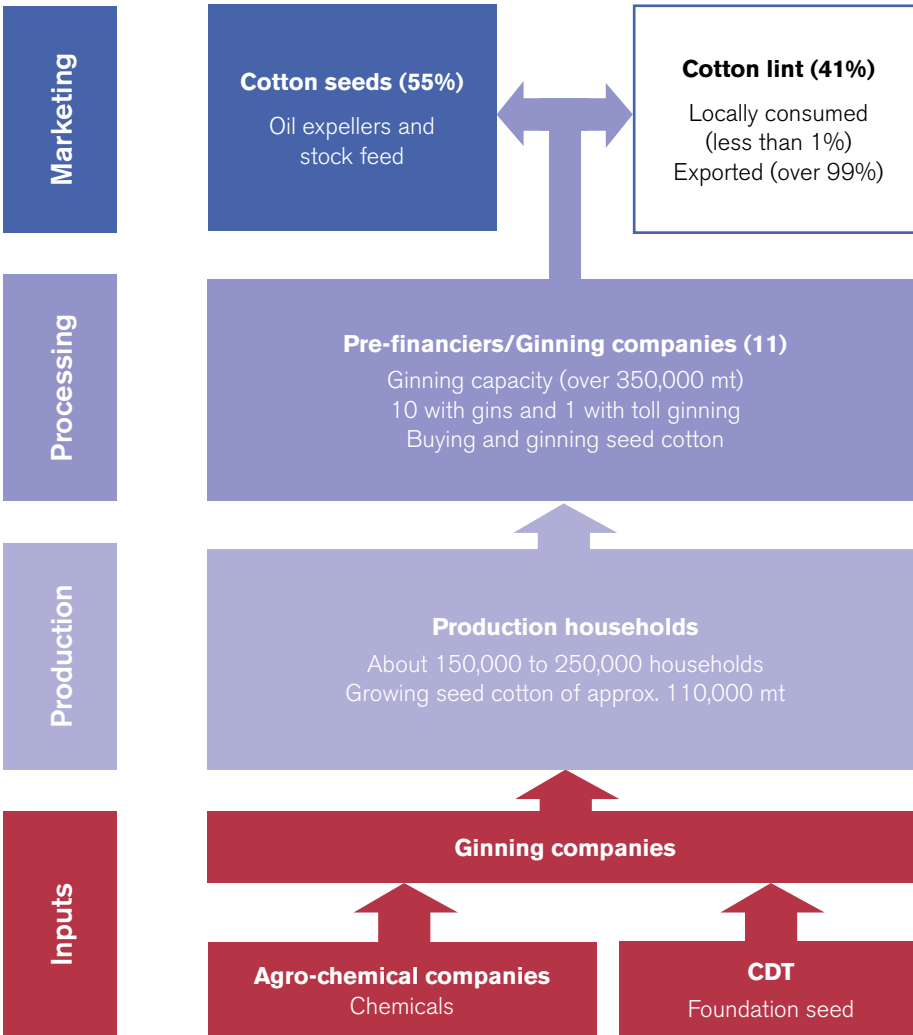 Marketing
Cotton seeds (55%)
Oil expellers and
stock feed
Cotton lint (41%)
Locally consumed
(less than 1%)
Exported (over 99%)
Processing
Pre-financiers/Ginning companies (11)
Ginning capacity (over 350,000 mt)
10 with gins and 1 with toll ginning
Buying and ginning seed cotton
Production
Production households
About 150,000 to 250,000 households
Growing seed cotton of approx. 110,000 mt
Inputs
Ginning companies
Agro-chemical companies
Chemicals
CDT
Foundation seed